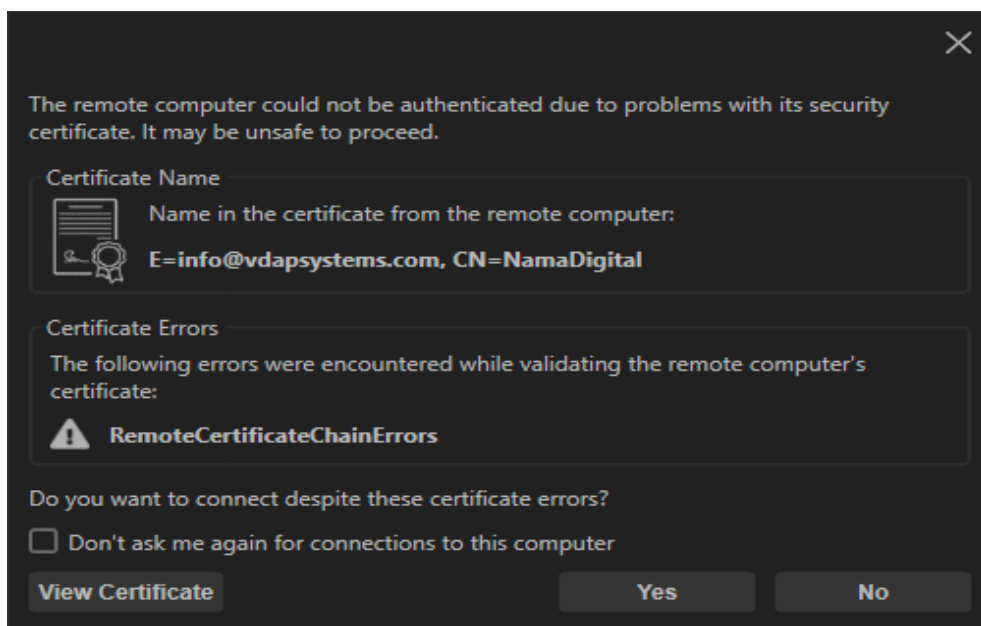 The remote computer could not be authenticated due to problems with its security
certificate. It may be unsafe to proceed.
Certificate Name
Name in the certificate from the remote computer:
E=info@vdapsystems.com, CN=NamaDigital
Certificate Errors
The following errors were encountered while validating the remote computer's
certificate:
RemoteCertificateChainErrors
Do you want to connect despite these certificate errors?
Don't ask me again for connections to this computer
View Certificate Yes No